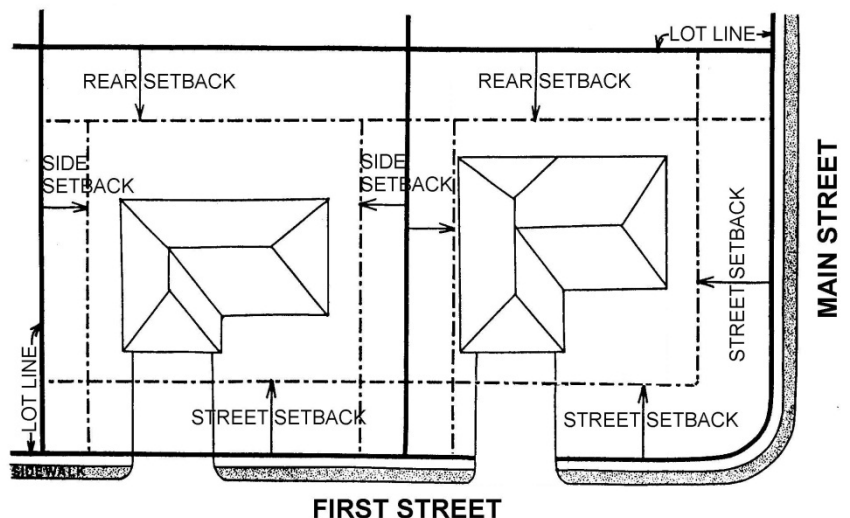 LOT LINE
REAR SETBACK
REAR SETBACK
SIDE
SETBACK
SIDE
SETBACK
STREET SETBACK
MAIN STREET
LOT LINE
STREET SETBACK
STREET SETBACK
SIDEWALK
FIRST STREET